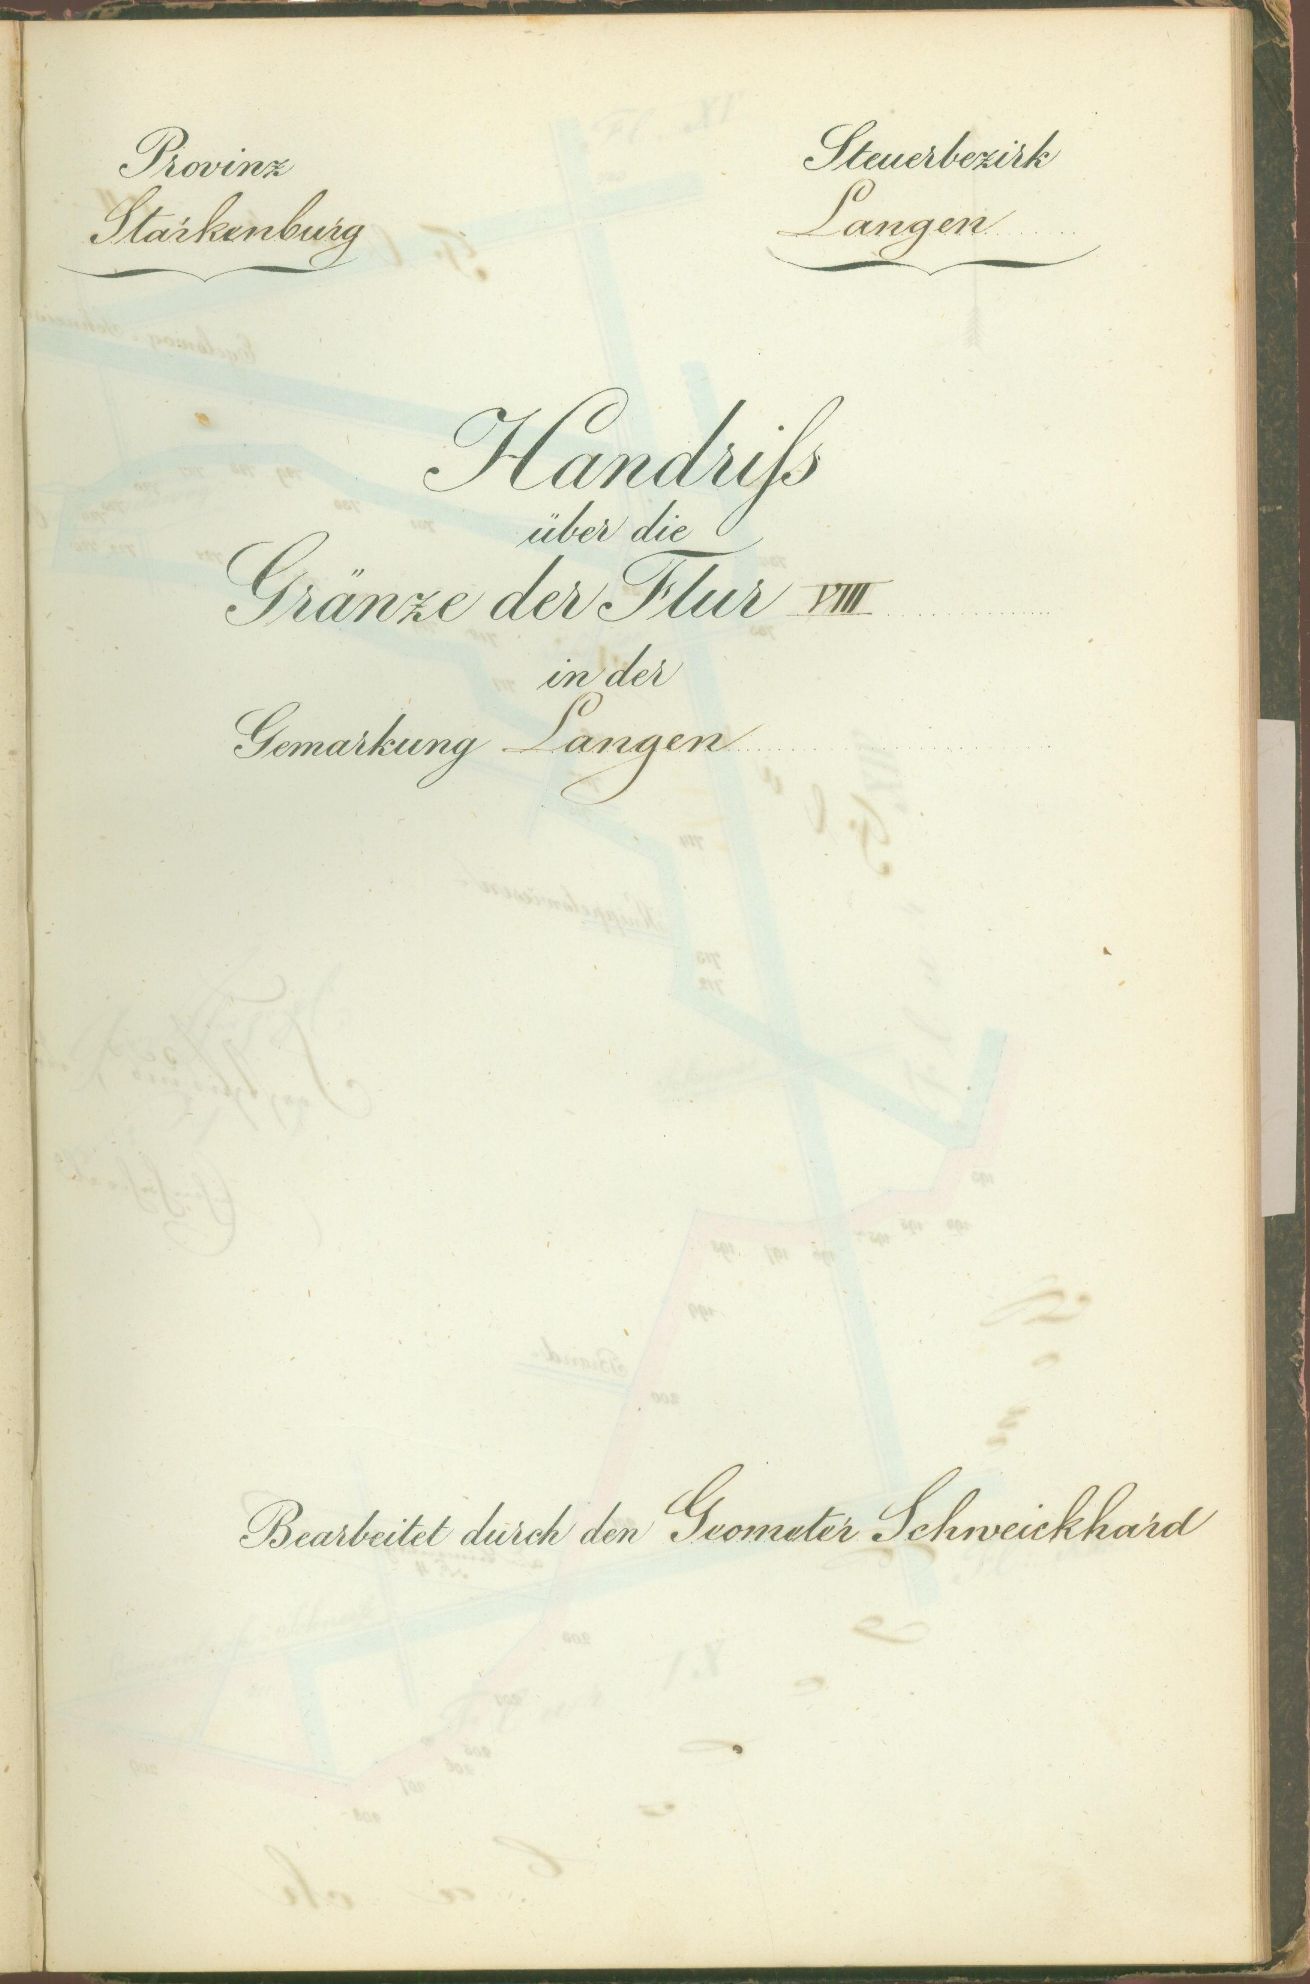 Provinz
Starkenburg
Steuerbezirk
Langen
Handriſs
über die
Gränze der Flur VIII
in der
Gemarkung Langen
Bearbeitet durch den Geometer Schweickhard